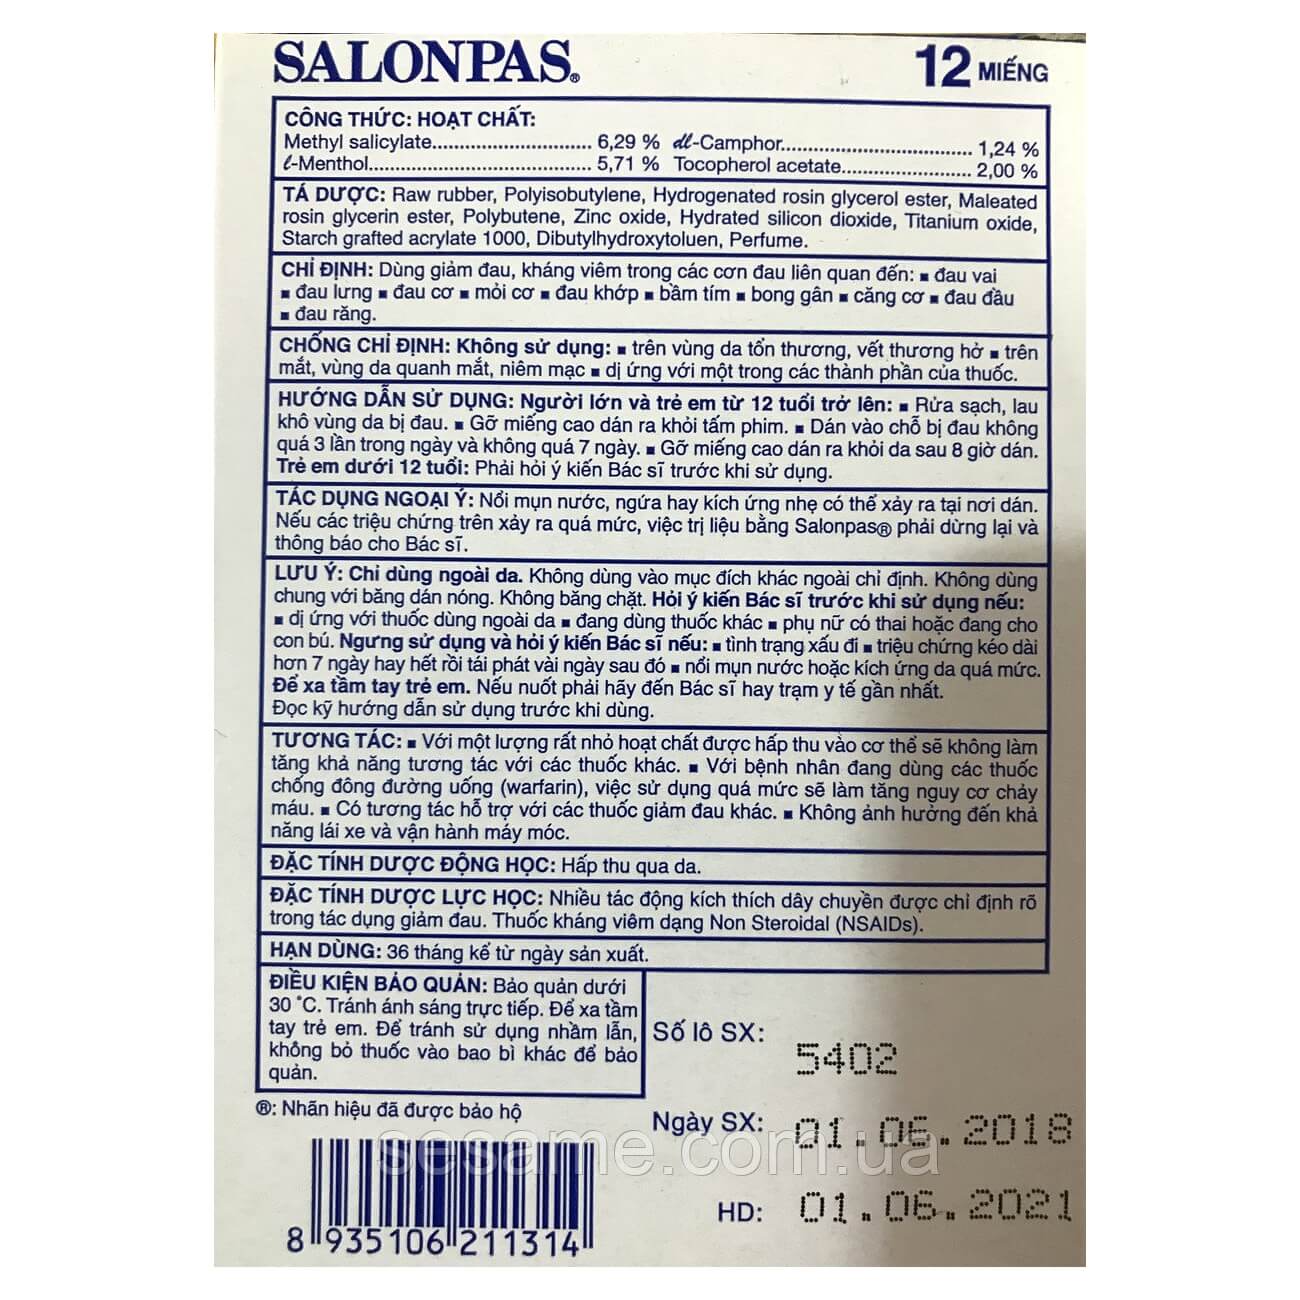 SALONPAS®
12 MIẾNG
CÔNG THỨC: HOẠT CHẤT:
Methyl salicylate........................... 6,29 % dl-Camphor................................ 1,24 %
l-Menthol...................................... 5,71 % Tocopherol acetate...................... 2,00 %
TÁ DƯỢC: Raw rubber, Polyisobutylene, Hydrogenated rosin glycerol ester, Maleated
rosin glycerin ester, Polybutene, Zinc oxide, Hydrated silicon dioxide, Titanium oxide,
Starch grafted acrylate 1000, Dibutylhydroxytoluen, Perfume.
CHỈ ĐỊNH: Dùng giảm đau, kháng viêm trong các cơn đau liên quan đến: ■ đau vai
■ đau lưng ■ đau cơ ■ mỏi cơ ■ đau khớp ■ bầm tím ■ bong gân ■ căng cơ ■ đau đầu
■ đau răng.
CHỐNG CHỈ ĐỊNH: Không sử dụng: ■ trên vùng da tổn thương, vết thương hở ■ trên
mắt, vùng da quanh mắt, niêm mạc ■ dị ứng với một trong các thành phần của thuốc.
HƯỚNG DẪN SỬ DỤNG: Người lớn và trẻ em từ 12 tuổi trở lên: ■ Rửa sạch, lau
khô vùng da bị đau. ■ Gỡ miếng cao dán ra khỏi tấm phim. ■ Dán vào chỗ bị đau không
quá 3 lần trong ngày và không quá 7 ngày. ■ Gỡ miếng cao dán ra khỏi da sau 8 giờ dán.
Trẻ em dưới 12 tuổi: Phải hỏi ý kiến Bác sĩ trước khi sử dụng.
TÁC DỤNG NGOẠI Ý: Nổi mụn nước, ngứa hay kích ứng nhẹ có thể xảy ra tại nơi dán.
Nếu các triệu chứng trên xảy ra quá mức, việc trị liệu bằng Salonpas® phải dừng lại và
thông báo cho Bác sĩ.
LƯU Ý: Chỉ dùng ngoài da. Không dùng vào mục đích khác ngoài chỉ định. Không dùng
chung với băng dán nóng. Không băng chặt. Hỏi ý kiến Bác sĩ trước khi sử dụng nếu:
■ dị ứng với thuốc dùng ngoài da ■ đang dùng thuốc khác ■ phụ nữ có thai hoặc đang cho
con bú. Ngưng sử dụng và hỏi ý kiến Bác sĩ nếu: ■ tình trạng xấu đi ■ triệu chứng kéo dài
hơn 7 ngày hay hết rồi tái phát vài ngày sau đó ■ nổi mụn nước hoặc kích ứng da quá mức.
Để xa tầm tay trẻ em. Nếu nuốt phải hãy đến Bác sĩ hay trạm y tế gần nhất.
Đọc kỹ hướng dẫn sử dụng trước khi dùng.
TƯƠNG TÁC: ■ Với một lượng rất nhỏ hoạt chất được hấp thu vào cơ thể sẽ không làm
tăng khả năng tương tác với các thuốc khác. ■ Với bệnh nhân đang dùng các thuốc
chống đông đường uống (warfarin), việc sử dụng quá mức sẽ làm tăng nguy cơ chảy
máu. ■ Có tương tác hỗ trợ với các thuốc giảm đau khác. ■ Không ảnh hưởng đến khả
năng lái xe và vận hành máy móc.
ĐẶC TÍNH DƯỢC ĐỘNG HỌC: Hấp thu qua da.
ĐẶC TÍNH DƯỢC LỰC HỌC: Nhiều tác động kích thích dây chuyền được chỉ định rõ
trong tác dụng giảm đau. Thuốc kháng viêm dạng Non Steroidal (NSAIDs).
HẠN DÙNG: 36 tháng kể từ ngày sản xuất.
ĐIỀU KIỆN BẢO QUẢN: Bảo quản dưới
30 °C. Tránh ánh sáng trực tiếp. Để xa tầm
tay trẻ em. Để tránh sử dụng nhầm lẫn,
không bỏ thuốc vào bao bì khác để bảo
quản.
®: Nhãn hiệu đã được bảo hộ
Số lô SX: 5402
Ngày SX: 01.06.2018
HD: 01.06.2021
sesame.com.ua
8 935106 211314